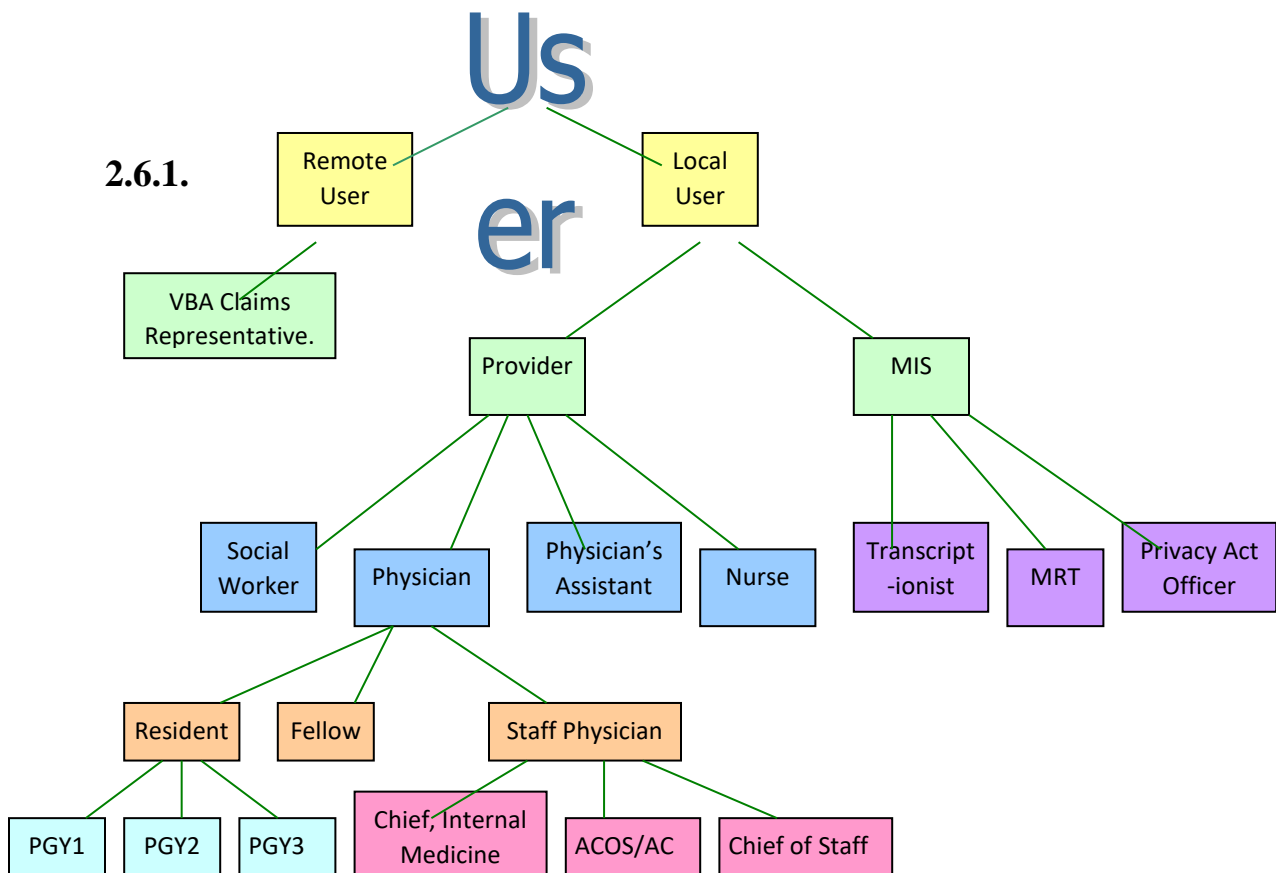 Us
er
2.6.1.
Remote
User
Local
User
VBA Claims
Representative.
Provider
MIS
Social
Worker
Physician
Physician’s
Assistant
Nurse
Transcript
-ionist
MRT
Privacy Act
Officer
Resident
Fellow
Staff Physician
PGY1
PGY2
PGY3
Chief, Internal
Medicine
ACOS/AC
Chief of Staff